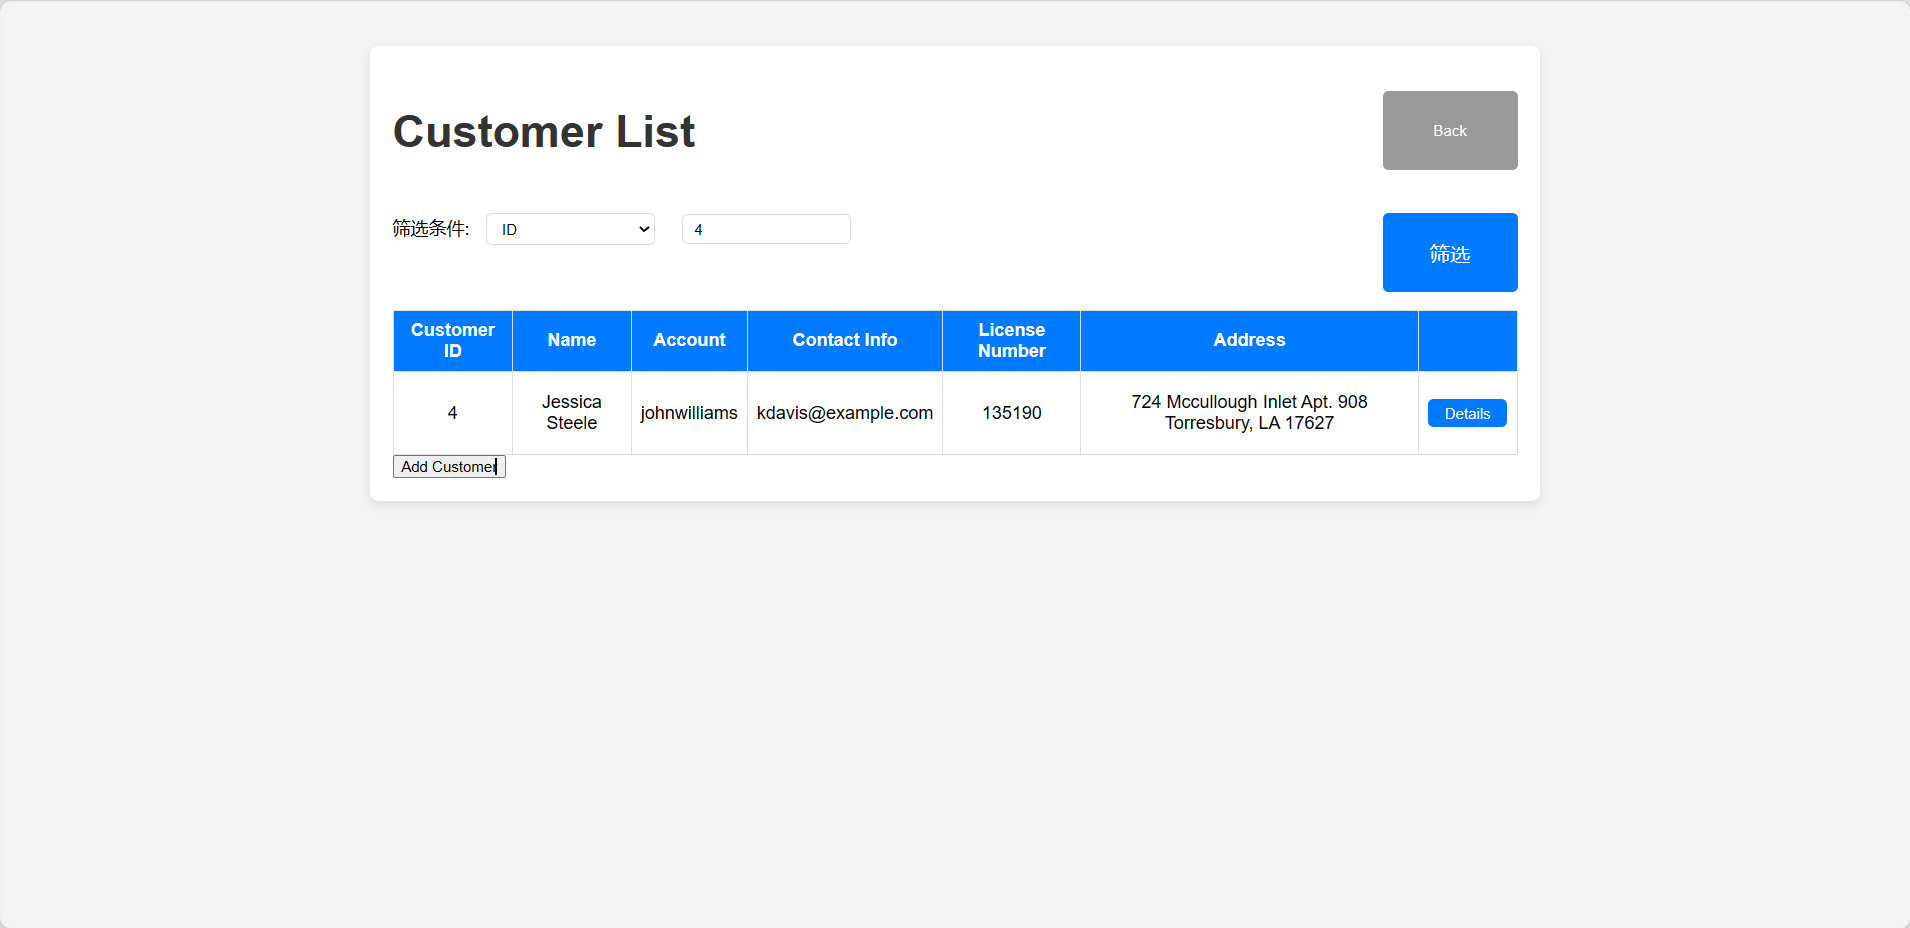 Customer List
Back
筛选条件:
ID
4
筛选
Customer ID
Name
Account
Contact Info
License Number
Address
4
Jessica Steele
johnwilliams
kdavis@example.com
135190
724 Mccullough Inlet Apt. 908
Torresbury, LA 17627
Details
Add Customer